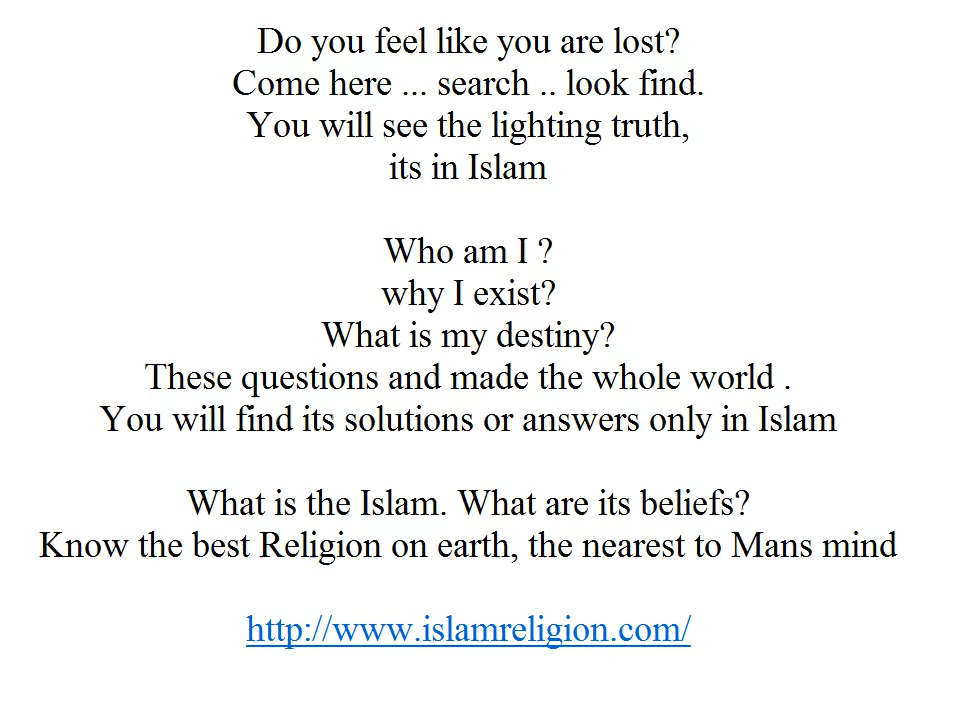 Do you feel like you are lost?
Come here ... search .. look find.
You will see the lighting truth,
its in Islam
Who am I ?
why I exist?
What is my destiny?
These questions and made the whole world .
You will find its solutions or answers only in Islam
What is the Islam. What are its beliefs?
Know the best Religion on earth, the nearest to Mans mind
http://www.islamreligion.com/